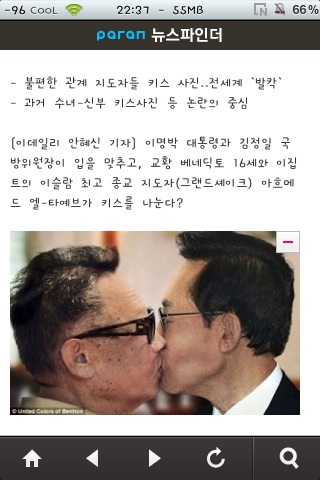 -96 COOL 22:37 - 55MB 66%
paran 뉴스파인더
- 불편한 관계 지도자들 키스 사진..전세계 `발칵`
- 과거 수녀-신부 키스사진 등 논란의 중심
[이데일리 안혜신 기자] 이명박 대통령과 김정일 국
방위원장이 입을 맞추고, 교황 베네딕토 16세와 이집
트의 이슬람 최고 종교 지도자(그랜드셰이크) 아흐메
드 엘-타예브가 키스를 나눈다?
© United Colors of Benetton